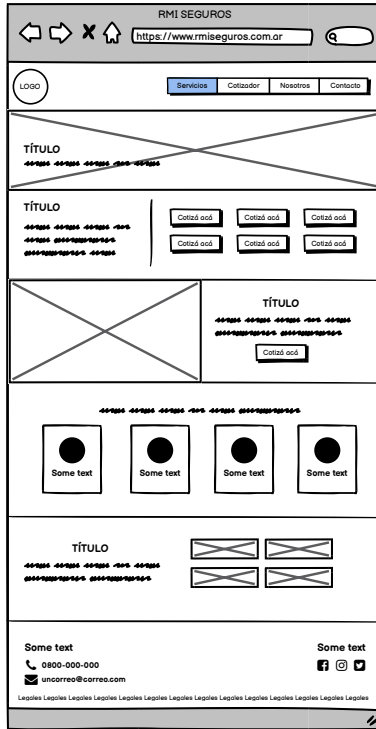 RMI SEGUROS
https://www.rmiseguros.com.ar
LOGO
Servicios Cotizador Nosotros Contacto
TÍTULO
TÍTULO
Cotizá acá Cotizá acá Cotizá acá
Cotizá acá Cotizá acá Cotizá acá
TÍTULO
Cotizá acá
Some text Some text Some text Some text
TÍTULO
Some text Some text
0800-000-000
uncorreo@correo.com
Legales Legales Legales Legales Legales Legales Legales Legales Legales Legales Legales Legales Legales Legales